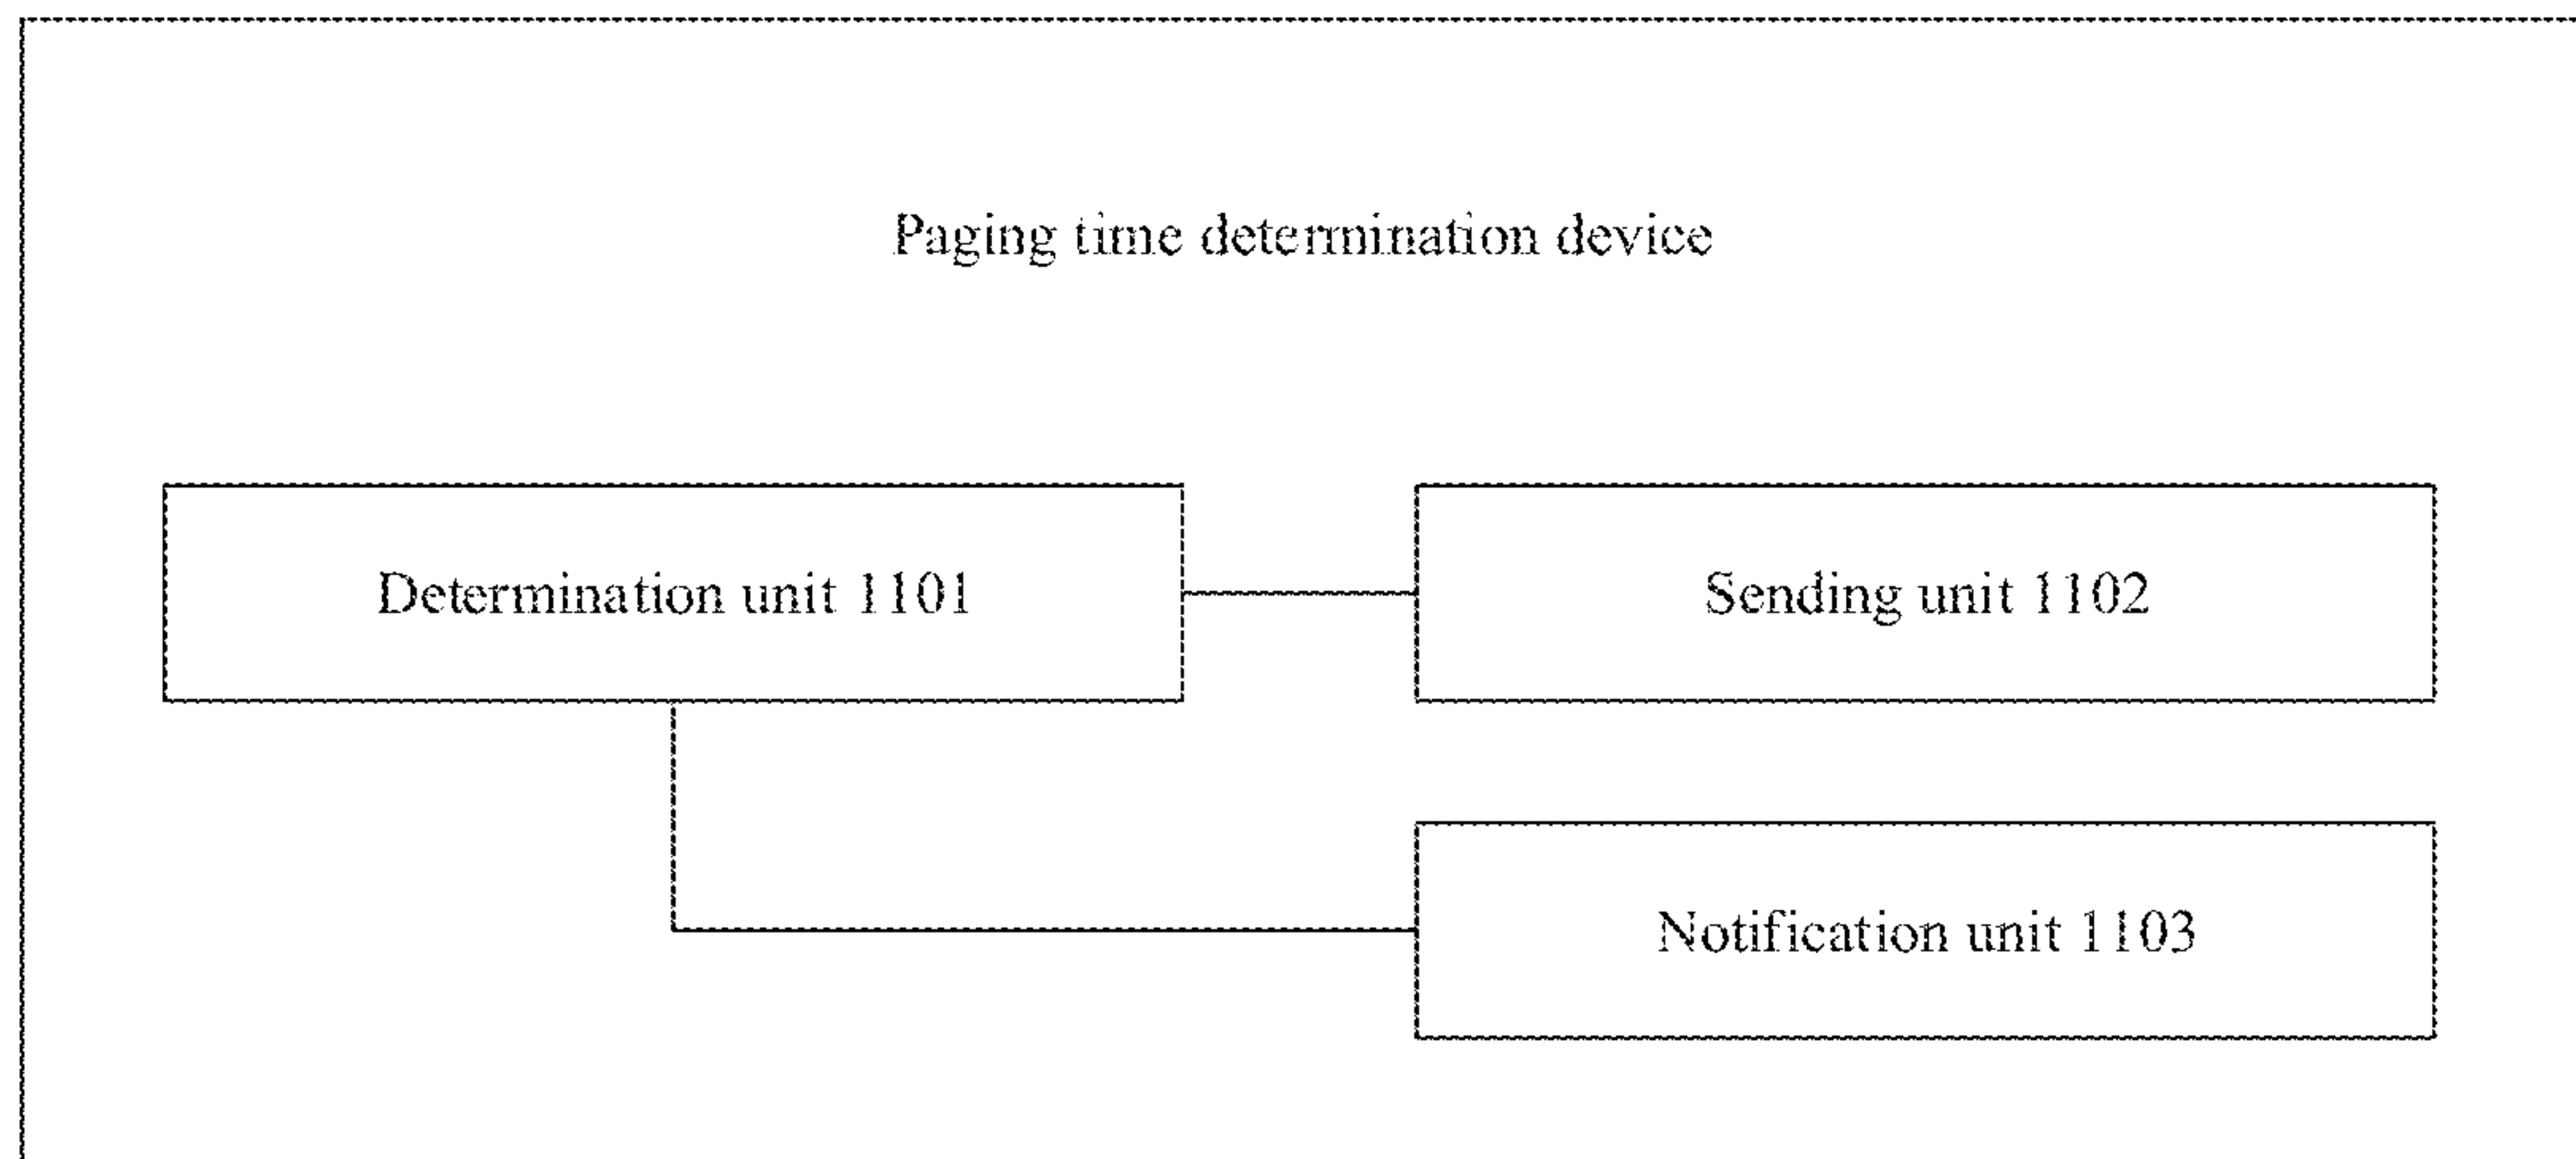 Paging time determination device
Determination unit 1101
Sending unit 1102
Notification unit 1103